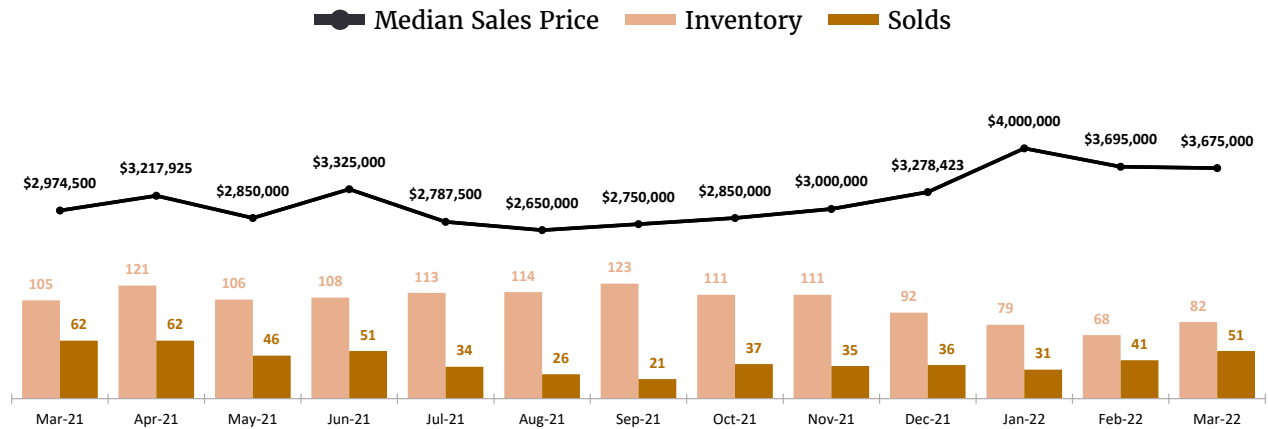 Median Sales Price Inventory Solds
$2,974,500 $3,217,925 $2,850,000 $3,325,000 $2,787,500 $2,650,000 $2,750,000 $2,850,000 $3,000,000 $3,278,423 $4,000,000 $3,695,000 $3,675,000
105 62 121 62 106 46 108 51 113 34 114 26 123 21 111 37 111 35 92 36 79 31 68 41 82 51
Mar-21 Apr-21 May-21 Jun-21 Jul-21 Aug-21 Sep-21 Oct-21 Nov-21 Dec-21 Jan-22 Feb-22 Mar-22